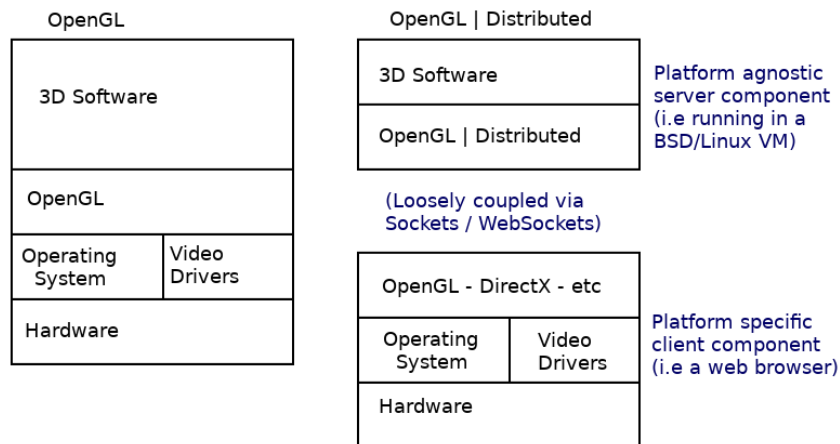 OpenGL
3D Software
OpenGL
Operating
System
Video
Drivers
Hardware
OpenGL | Distributed
3D Software
OpenGL | Distributed
Platform agnostic
server component
(i.e running in a
BSD/Linux VM)
(Loosely coupled via
Sockets / WebSockets)
OpenGL - DirectX - etc
Operating
System
Video
Drivers
Hardware
Platform specific
client component
(i.e a web browser)